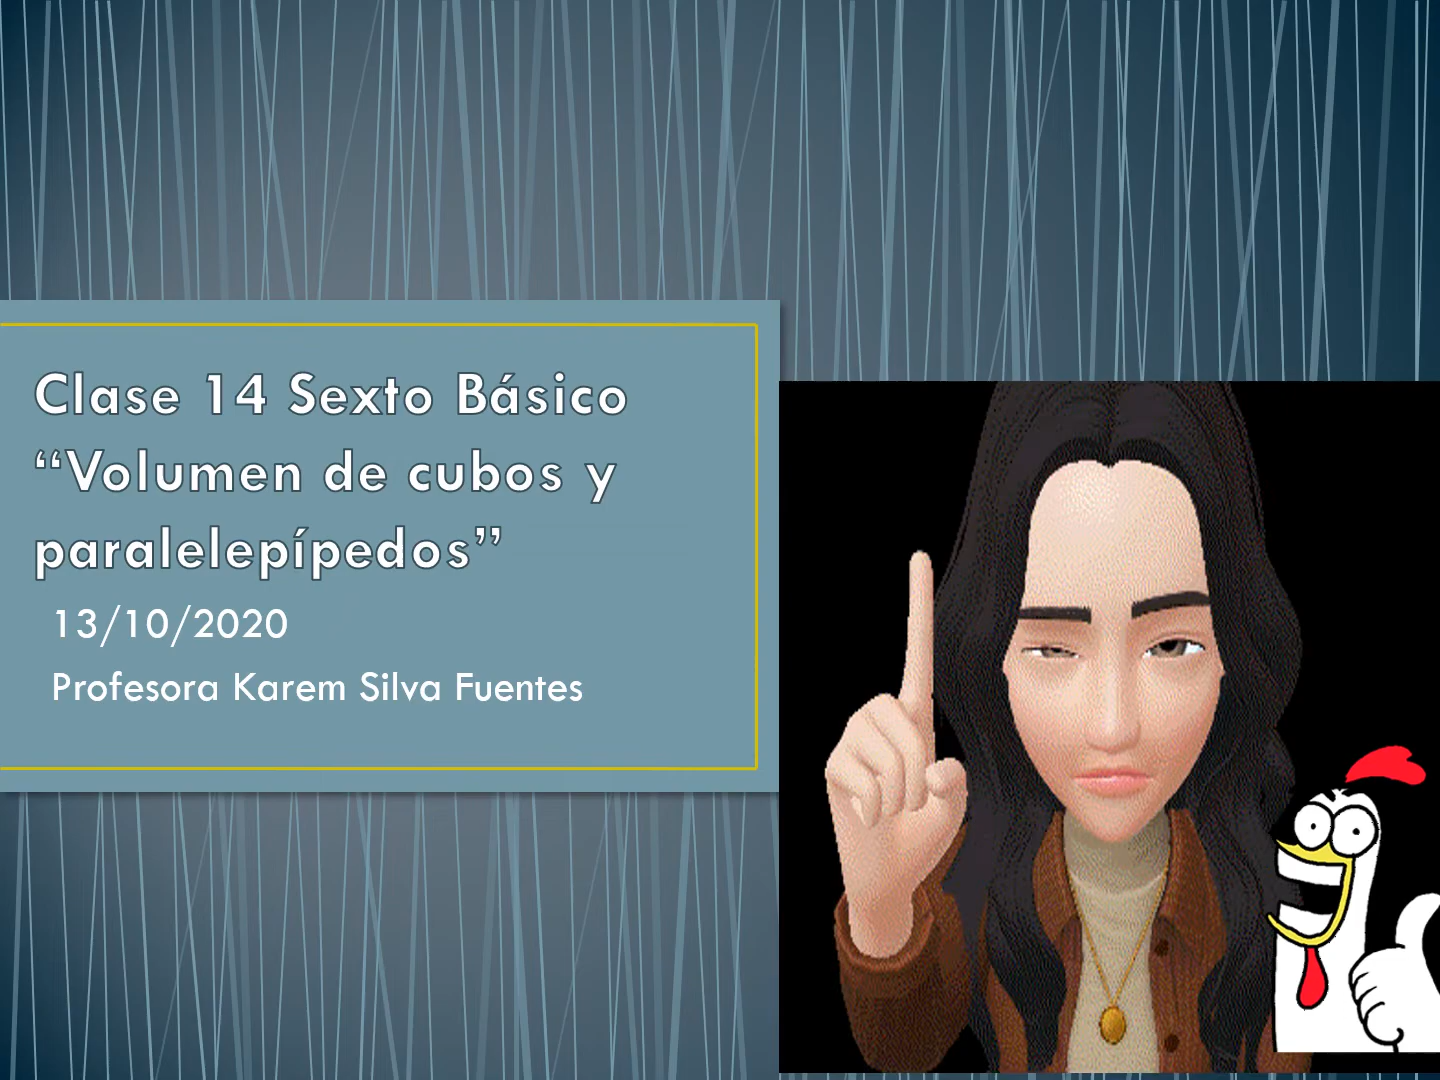 Clase 14 Sexto Básico
“Volumen de cubos y
paralelepípedos”
13/10/2020
Profesora Karem Silva Fuentes